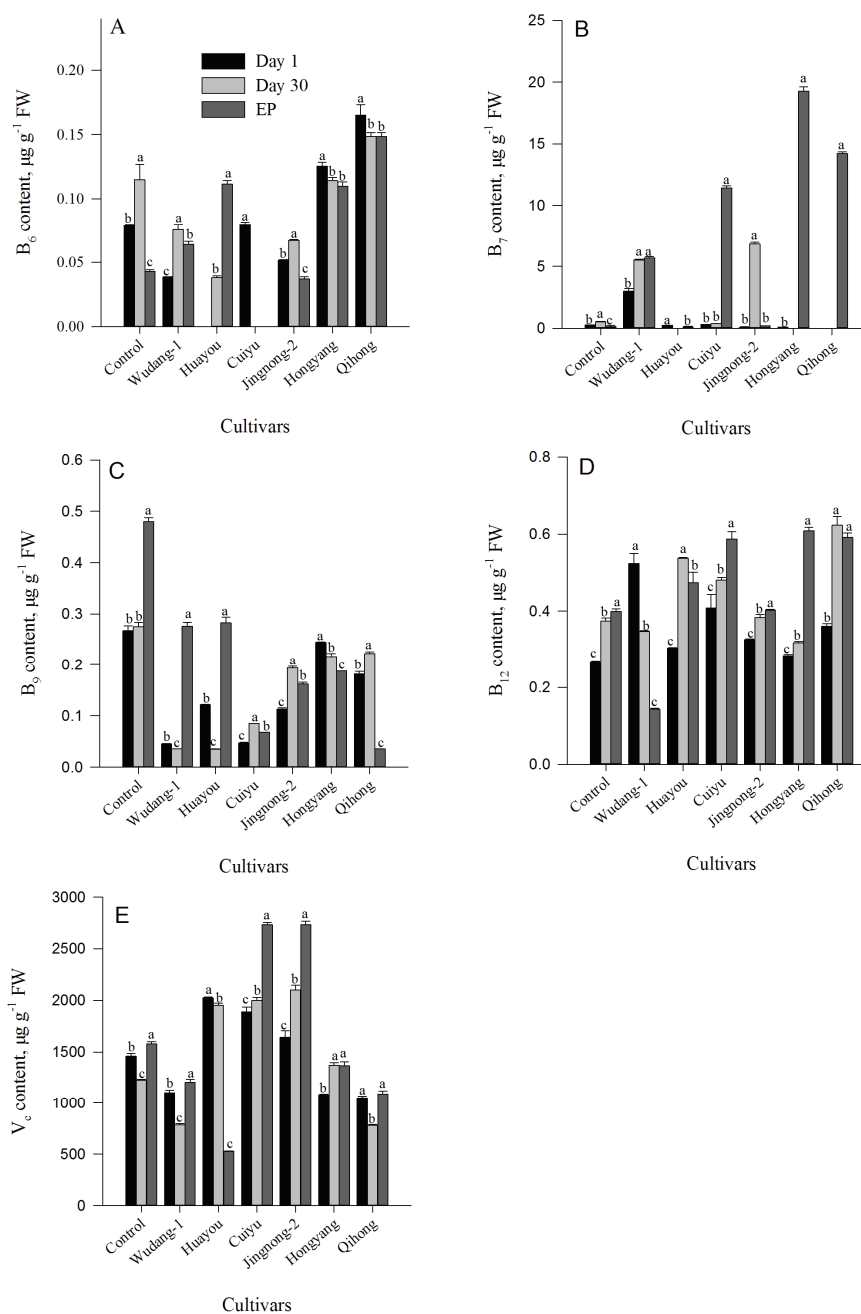 A
Day 1
Day 30
EP
B₆ content, µg g⁻¹ FW
0.20
0.15
0.10
0.05
0.00
b a c
c a b
b a
a
b a c
a b b
a b b
Control
Wudang-1
Huayou
Cuiyu
Jingnong-2
Hongyang
Qihong
Cultivars
B
B₇ content, µg g⁻¹ FW
25
20
15
10
5
0
b a c
b a a
a b
b b a
b a b
b a
a
Control
Wudang-1
Huayou
Cuiyu
Jingnong-2
Hongyang
Qihong
Cultivars
C
B₉ content, µg g⁻¹ FW
0.6
0.5
0.4
0.3
0.2
0.1
0.0
b b a
b c a
b c a
c a b
c a b
a b c
b a c
Control
Wudang-1
Huayou
Cuiyu
Jingnong-2
Hongyang
Qihong
Cultivars
D
B₁₂ content, µg g⁻¹ FW
0.8
0.6
0.4
0.2
0.0
c b a
a b c
c a b
c b a
c b a
c b a
b a a
Control
Wudang-1
Huayou
Cuiyu
Jingnong-2
Hongyang
Qihong
Cultivars
E
V꜀ content, µg g⁻¹ FW
3000
2500
2000
1500
1000
500
0
b c a
b c a
a b c
c b a
c b a
b a a
a b a
Control
Wudang-1
Huayou
Cuiyu
Jingnong-2
Hongyang
Qihong
Cultivars